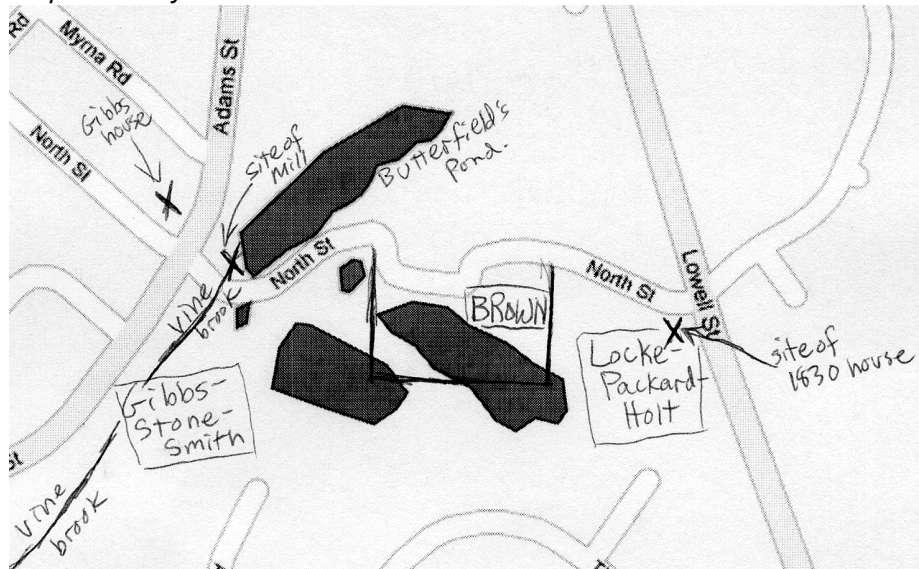 Rd
Myrna Rd
Adams St
Gibbs
house
North St
site of
Mill
Butterfield's
Pond.
North St
vine
brook
BROWN
North St
Lowell St
Locke-
Packard-
Holt
site of
1830 house
Gibbs-
Stone-
Smith
St
vine
brook